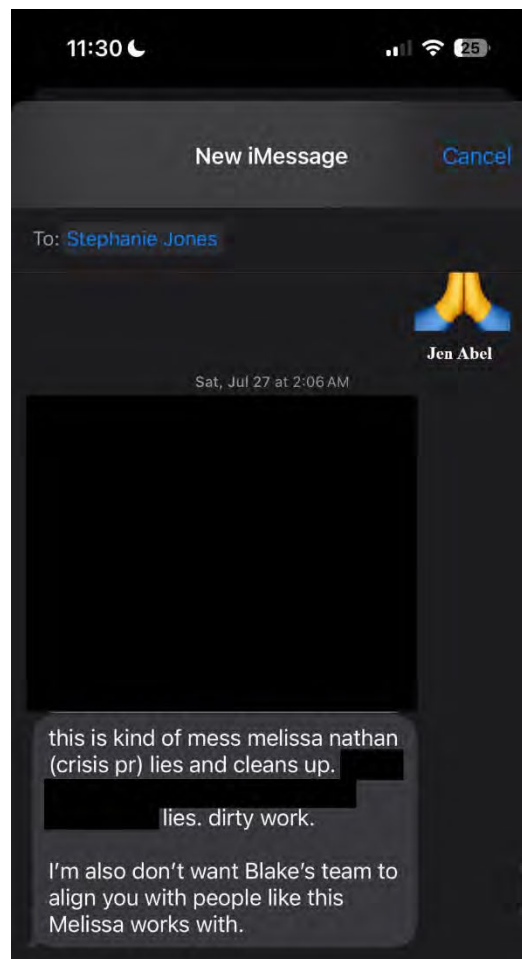 11:30
25
New iMessage
Cancel
To: Stephanie Jones
Jen Abel
Sat, Jul 27 at 2:06 AM
this is kind of mess melissa nathan
(crisis pr) lies and cleans up.
lies. dirty work.
I'm also don't want Blake's team to
align you with people like this
Melissa works with.